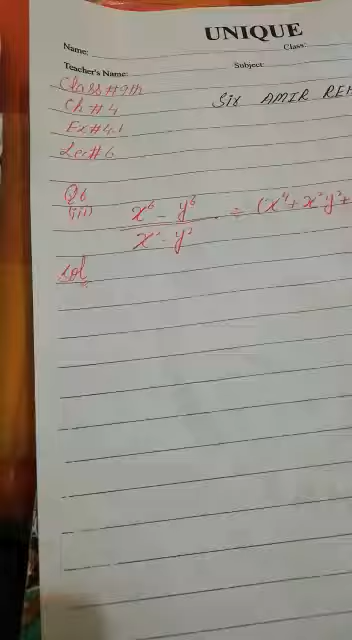 UNIQUE
Name: Class:
Teacher's Name: Subject:
Class # 9th
Ch # 4 Sir AMIR REH
Ex # 4.1
Lec # 6
Q6
(iii) x⁶ - y⁶ / x² - y² ÷ (x⁴ + x²y² +
Sol